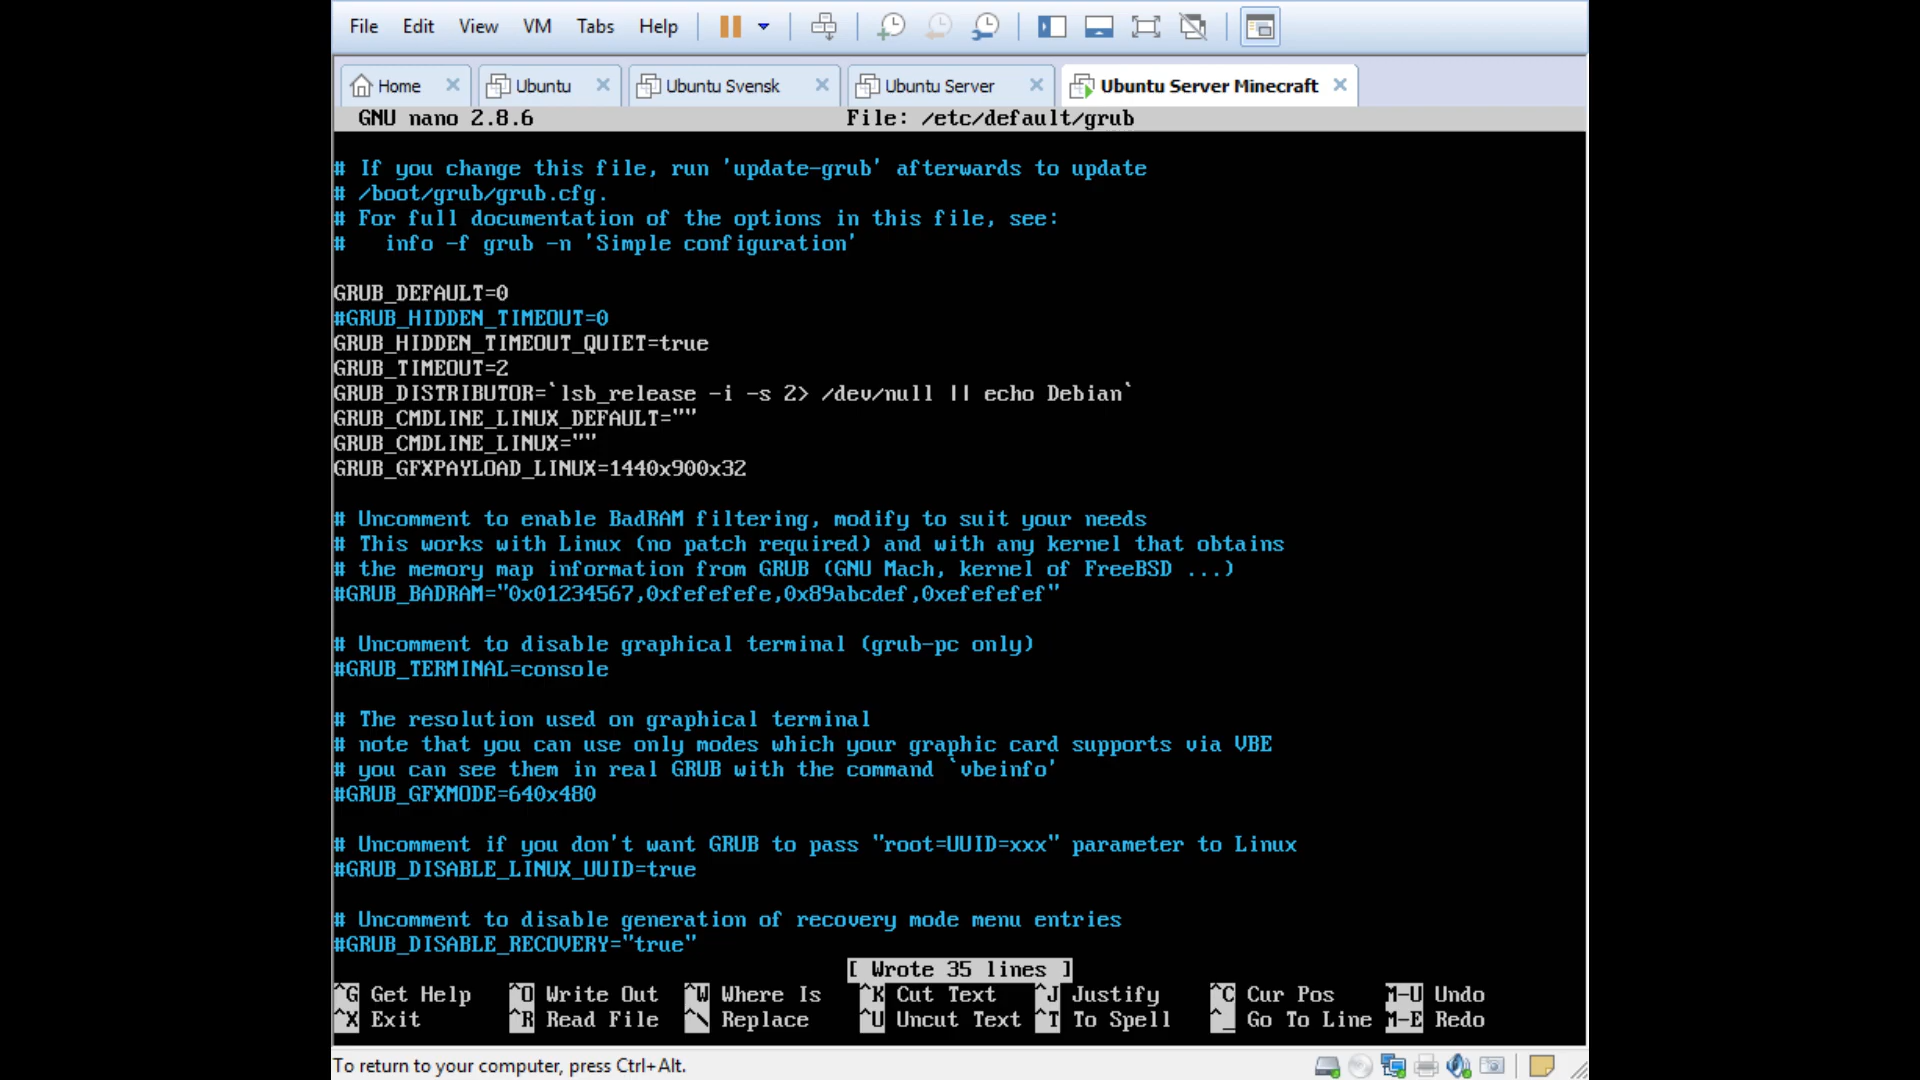 File Edit View VM Tabs Help
Home Ubuntu Ubuntu Svensk Ubuntu Server Ubuntu Server Minecraft
GNU nano 2.8.6 File: /etc/default/grub
# If you change this file, run 'update-grub' afterwards to update
# /boot/grub/grub.cfg.
# For full documentation of the options in this file, see:
#   info -f grub -n 'Simple configuration'
GRUB_DEFAULT=0
#GRUB_HIDDEN_TIMEOUT=0
GRUB_HIDDEN_TIMEOUT_QUIET=true
GRUB_TIMEOUT=2
GRUB_DISTRIBUTOR=`lsb_release -i -s 2> /dev/null || echo Debian`
GRUB_CMDLINE_LINUX_DEFAULT=""
GRUB_CMDLINE_LINUX=""
GRUB_GFXPAYLOAD_LINUX=1440x900x32
# Uncomment to enable BadRAM filtering, modify to suit your needs
# This works with Linux (no patch required) and with any kernel that obtains
# the memory map information from GRUB (GNU Mach, kernel of FreeBSD ...)
#GRUB_BADRAM="0x01234567,0xfefefefe,0x89abcdef,0xefefefef"
# Uncomment to disable graphical terminal (grub-pc only)
#GRUB_TERMINAL=console
# The resolution used on graphical terminal
# note that you can use only modes which your graphic card supports via VBE
# you can see them in real GRUB with the command `vbeinfo'
#GRUB_GFXMODE=640x480
# Uncomment if you don't want GRUB to pass "root=UUID=xxx" parameter to Linux
#GRUB_DISABLE_LINUX_UUID=true
# Uncomment to disable generation of recovery mode menu entries
#GRUB_DISABLE_RECOVERY="true"
[ Wrote 35 lines ]
^G Get Help ^O Write Out ^W Where Is ^K Cut Text ^J Justify ^C Cur Pos M-U Undo
^X Exit ^R Read File ^\ Replace ^U Uncut Text ^T To Spell ^_ Go To Line M-E Redo
To return to your computer, press Ctrl+Alt.